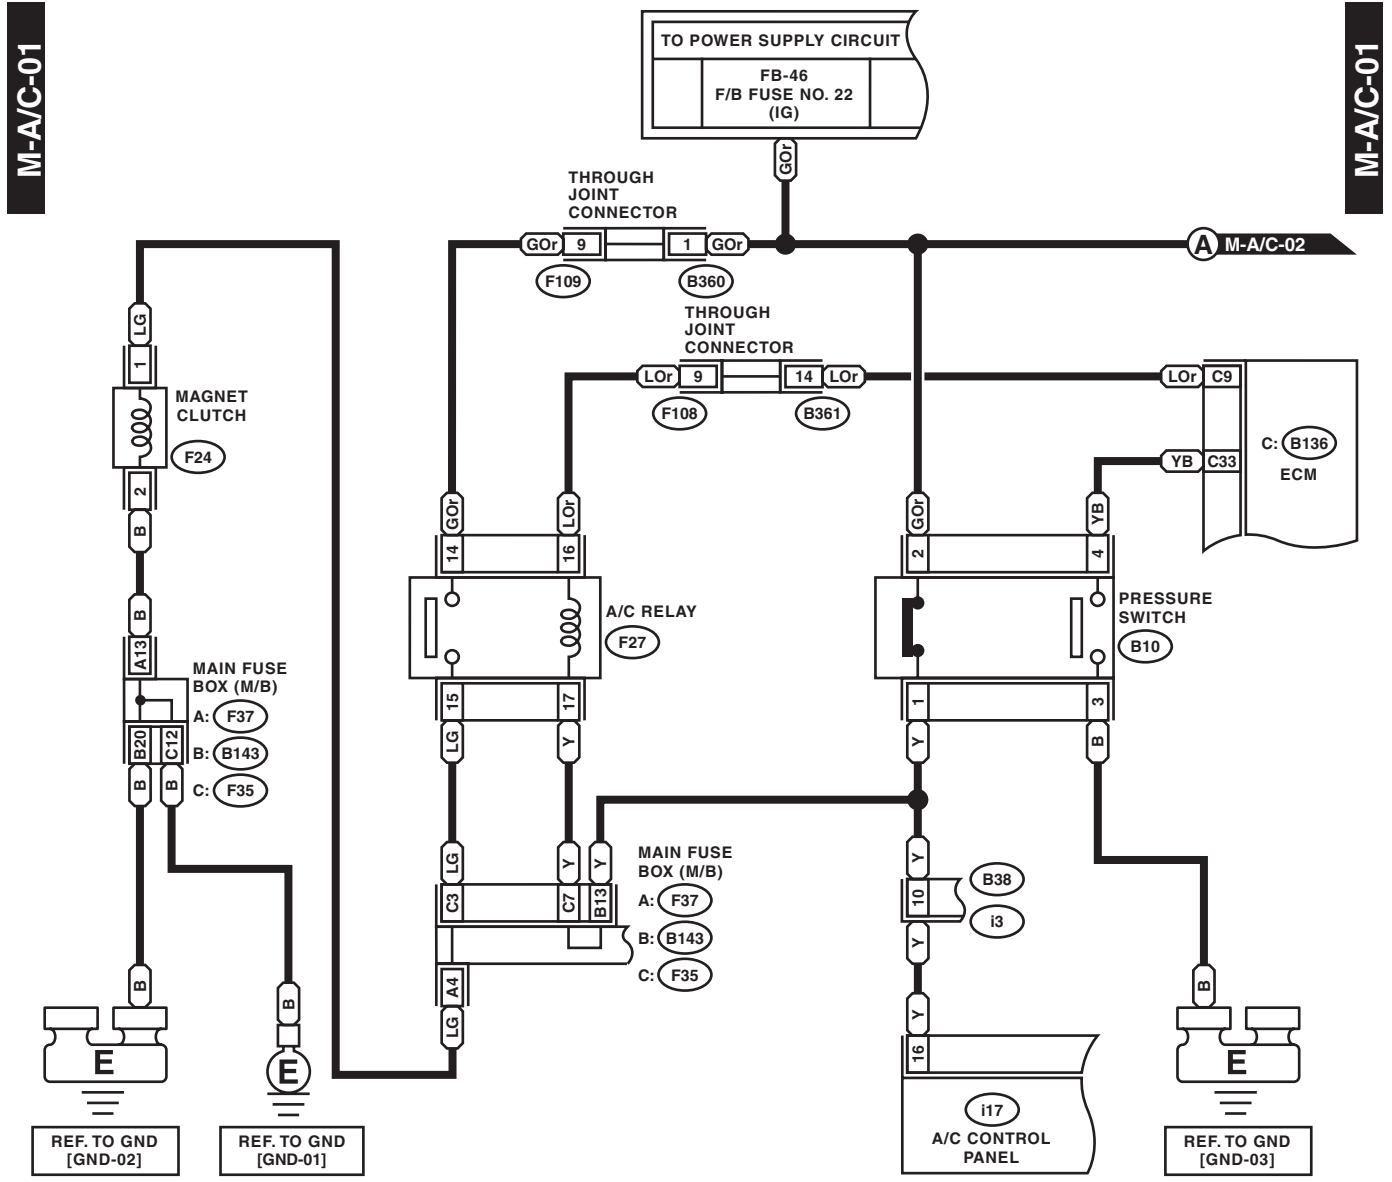 M-A/C-01
M-A/C-01
TO POWER SUPPLY CIRCUIT
FB-46
F/B FUSE NO. 22
(IG)
GOr
THROUGH
JOINT
CONNECTOR
GOr 9 1 GOr
F109 B360
A M-A/C-02
THROUGH
JOINT
CONNECTOR
LOr 9 14 LOr
F108 B361
LOr C9
YB C33
C: B136
ECM
LG
1
MAGNET
CLUTCH
F24
2
B
B
A13
MAIN FUSE
BOX (M/B)
A: F37
B: B143
C: F35
B20 C12
B B
GOr LOr
14 16
A/C RELAY
F27
15 17
LG Y
GOr YB
2 4
PRESSURE
SWITCH
B10
1 3
Y B
LG Y Y
C3 C7 B13
MAIN FUSE
BOX (M/B)
A: F37
B: B143
C: F35
A4
LG
Y
10
B38
i3
Y
Y
16
i17
A/C CONTROL
PANEL
B
E
REF. TO GND
[GND-02]
B
E
REF. TO GND
[GND-01]
B
E
REF. TO GND
[GND-03]